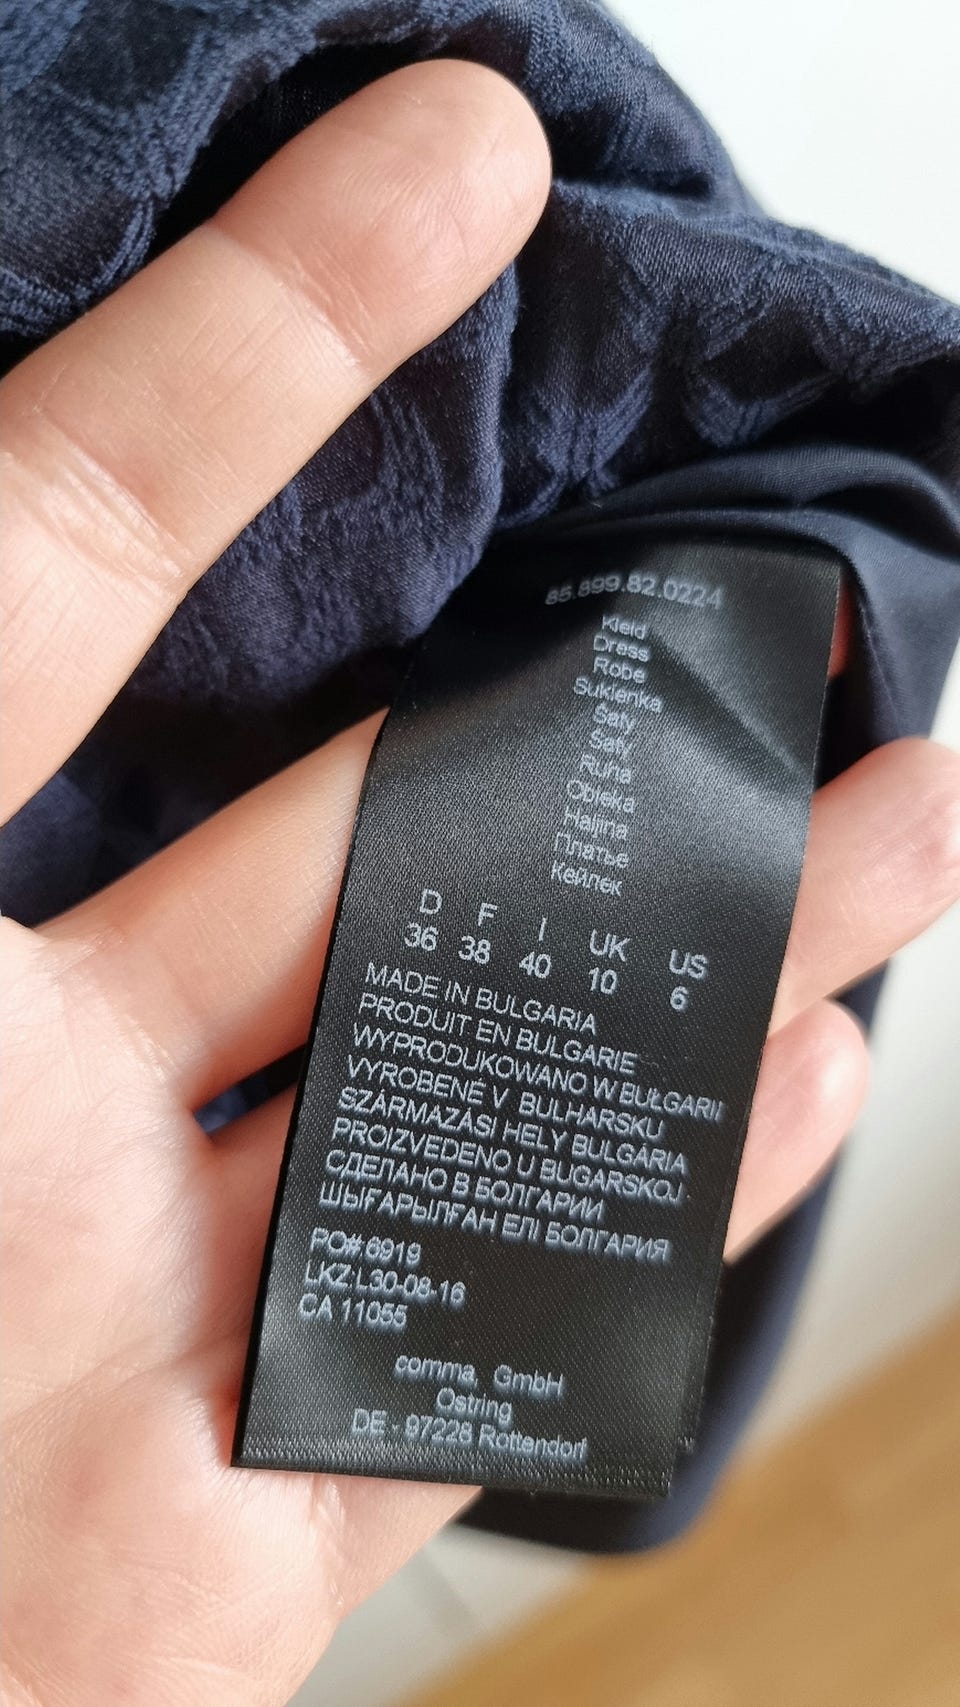 85.899.82.0224
Kleid
Dress
Robe
Sukienka
Šaty
Šaty
Ruha
Obleka
Haljina
Платье
Көйлек
D F I UK US
36 38 40 10 6
MADE IN BULGARIA
PRODUIT EN BULGARIE
WYPRODUKOWANO W BUŁGARII
VYROBENÉ V BULHARSKU
SZÁRMAZÁSI HELY BULGÁRIA
PROIZVEDENO U BUGARSKOJ
СДЕЛАНО В БОЛГАРИИ
ШЫҒАРЫЛҒАН ЕЛІ БОЛГАРИЯ
PO# 6919
LKZ:L30-08-16
CA 11055
comma, GmbH
Ostring
DE - 97228 Rottendorf